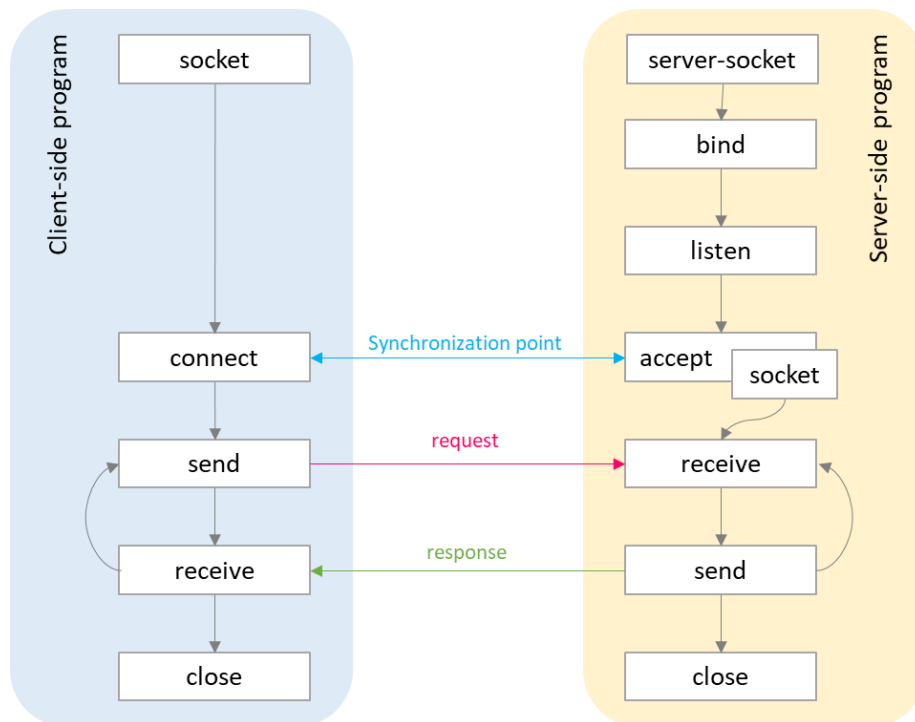 Client-side program
socket
connect
send
receive
close
Synchronization point
request
response
server-socket
bind
listen
accept
socket
receive
send
close
Server-side program